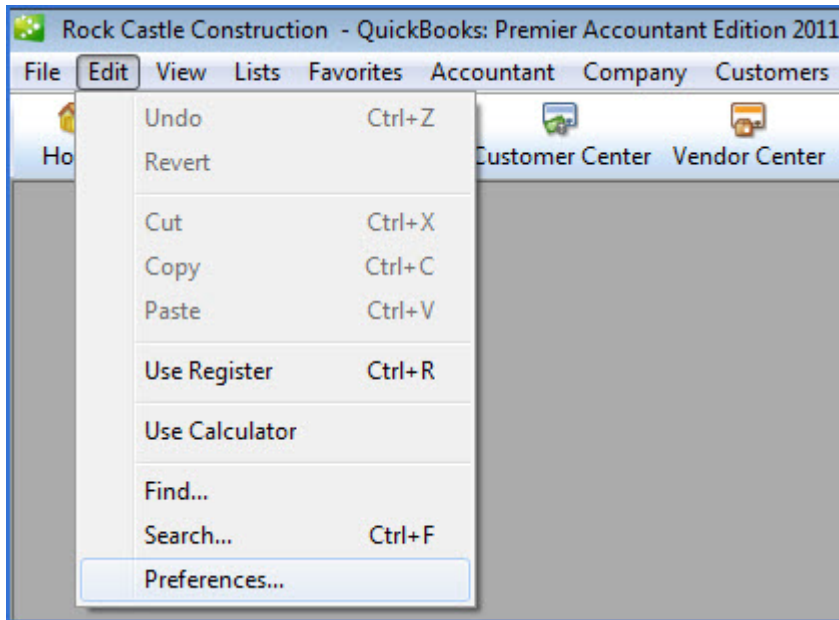 Rock Castle Construction - QuickBooks: Premier Accountant Edition 2011
File Edit View Lists Favorites Accountant Company Customers
Ho Customer Center Vendor Center
Undo Ctrl+Z
Revert
Cut Ctrl+X
Copy Ctrl+C
Paste Ctrl+V
Use Register Ctrl+R
Use Calculator
Find...
Search... Ctrl+F
Preferences...